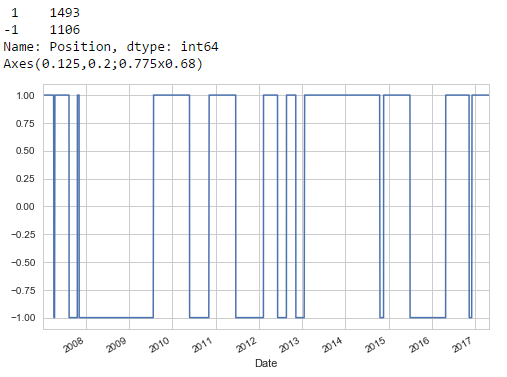 1 1493
-1 1106
Name: Position, dtype: int64
Axes(0.125,0.2;0.775x0.68)
1.00
0.75
0.50
0.25
0.00
−0.25
−0.50
−0.75
−1.00
2008 2009 2010 2011 2012 2013 2014 2015 2016 2017
Date